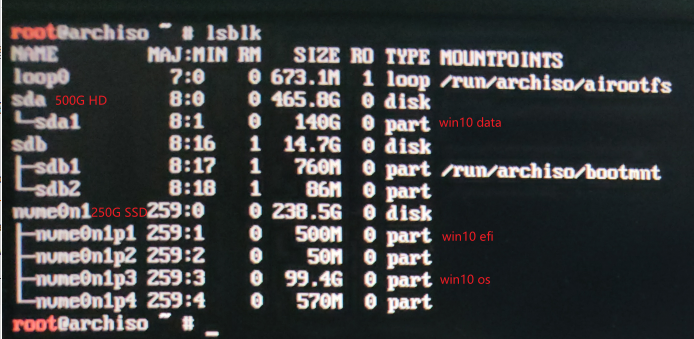 root@archiso ~ # lsblk
NAME MAJ:MIN RM SIZE RO TYPE MOUNTPOINTS
loop0 7:0 0 673.1M 1 loop /run/archiso/airootfs
sda 500G HD 8:0 0 465.8G 0 disk
└─sda1 8:1 0 140G 0 part win10 data
sdb 8:16 1 14.7G 0 disk
├─sdb1 8:17 1 760M 0 part /run/archiso/bootmnt
└─sdb2 8:18 1 86M 0 part
nvme0n1 250G SSD 259:0 0 238.5G 0 disk
├─nvme0n1p1 259:1 0 500M 0 part win10 efi
├─nvme0n1p2 259:2 0 50M 0 part
├─nvme0n1p3 259:3 0 99.4G 0 part win10 os
└─nvme0n1p4 259:4 0 570M 0 part
root@archiso ~ # _